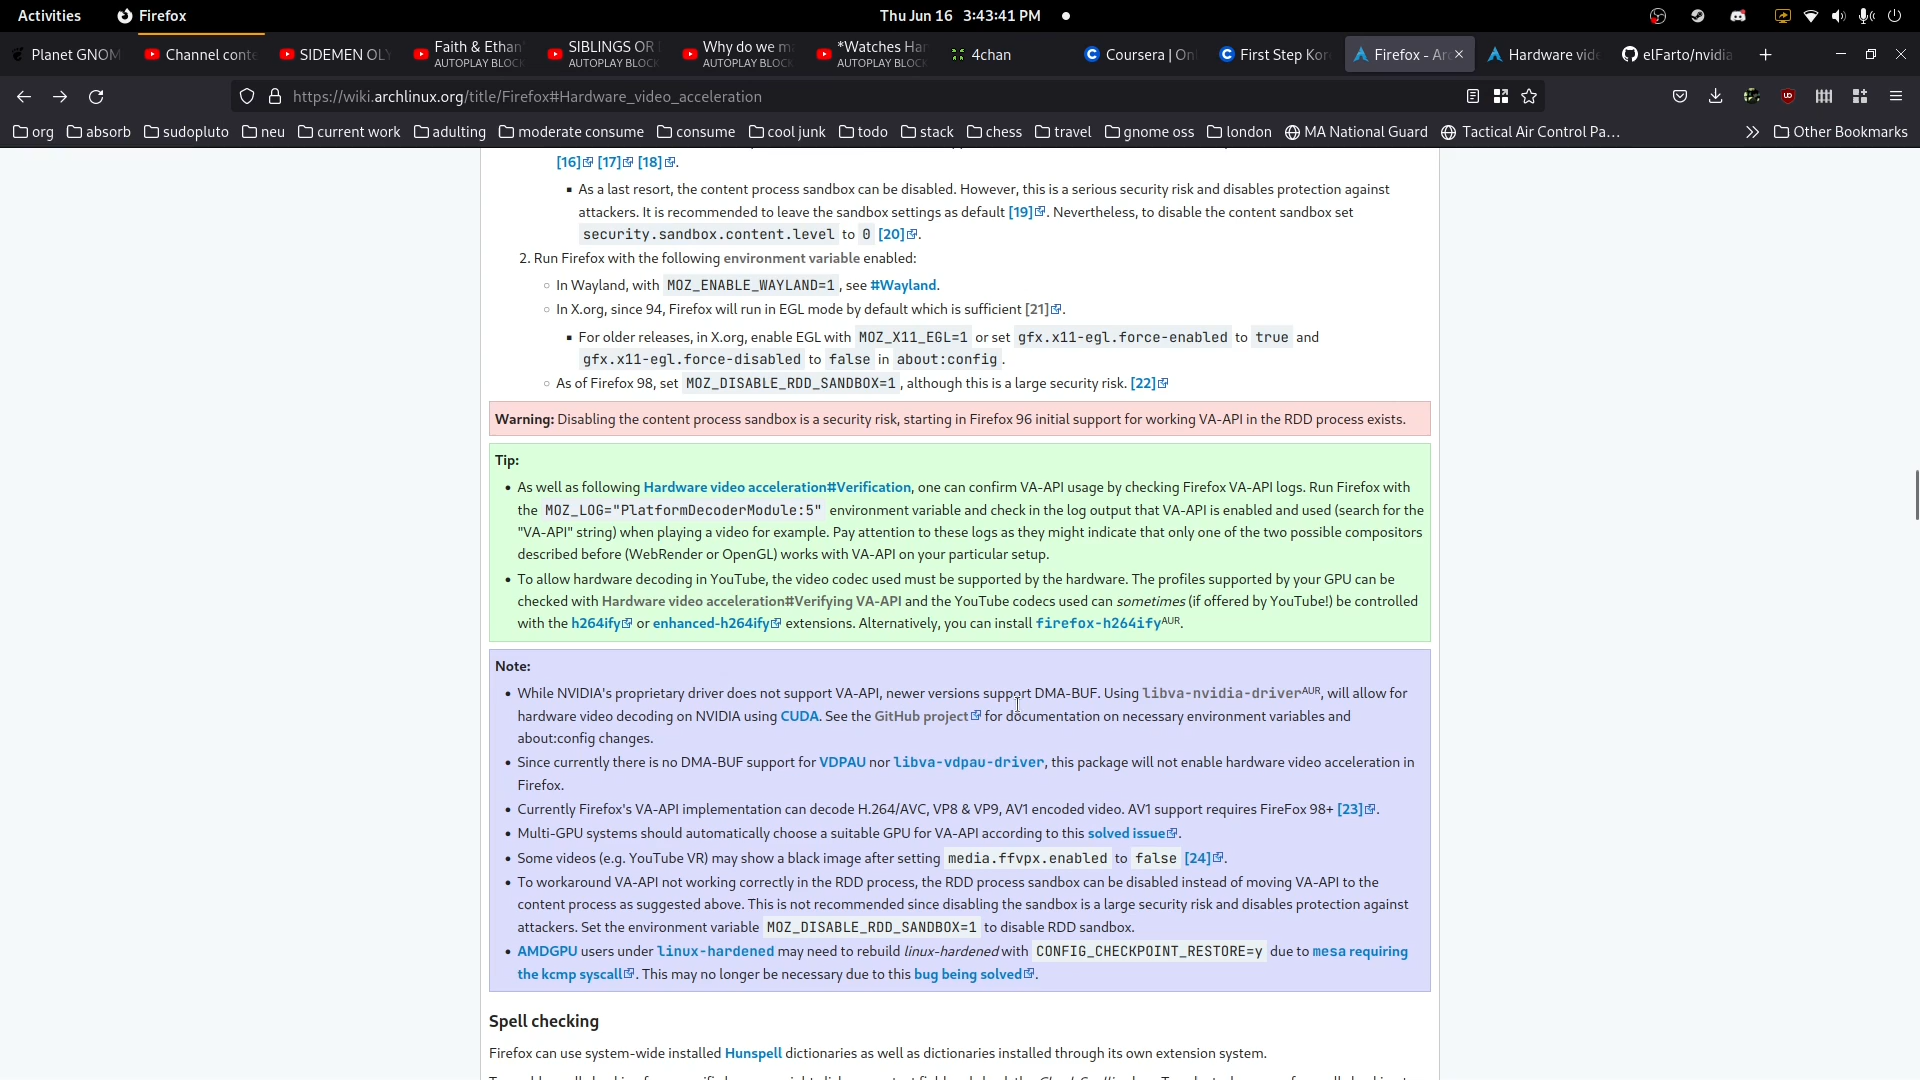 Activities
Firefox
Thu Jun 16 3:43:41 PM
Planet GNOM
Channel conte
SIDEMEN OLY
Faith & Ethan'
AUTOPLAY BLOCK
SIBLINGS OR
AUTOPLAY BLOCK
Why do we m
AUTOPLAY BLOCK
*Watches Har
AUTOPLAY BLOCK
4chan
Coursera | Onl
First Step Kor
Firefox - Arc
Hardware vide
elFarto/nvidia
https://wiki.archlinux.org/title/Firefox#Hardware_video_acceleration
org absorb sudopluto neu current work adulting moderate consume consume cool junk todo stack chess travel gnome oss london MA National Guard Tactical Air Control Pa… Other Bookmarks
[16] [17] [18].
As a last resort, the content process sandbox can be disabled. However, this is a serious security risk and disables protection against
attackers. It is recommended to leave the sandbox settings as default [19]. Nevertheless, to disable the content sandbox set
security.sandbox.content.level to 0 [20].
2. Run Firefox with the following environment variable enabled:
In Wayland, with MOZ_ENABLE_WAYLAND=1, see #Wayland.
In X.org, since 94, Firefox will run in EGL mode by default which is sufficient [21].
For older releases, in X.org, enable EGL with MOZ_X11_EGL=1 or set gfx.x11-egl.force-enabled to true and
gfx.x11-egl.force-disabled to false in about:config.
As of Firefox 98, set MOZ_DISABLE_RDD_SANDBOX=1, although this is a large security risk. [22]
Warning: Disabling the content process sandbox is a security risk, starting in Firefox 96 initial support for working VA-API in the RDD process exists.
Tip:
As well as following Hardware video acceleration#Verification, one can confirm VA-API usage by checking Firefox VA-API logs. Run Firefox with
the MOZ_LOG="PlatformDecoderModule:5" environment variable and check in the log output that VA-API is enabled and used (search for the
"VA-API" string) when playing a video for example. Pay attention to these logs as they might indicate that only one of the two possible compositors
described before (WebRender or OpenGL) works with VA-API on your particular setup.
To allow hardware decoding in YouTube, the video codec used must be supported by the hardware. The profiles supported by your GPU can be
checked with Hardware video acceleration#Verifying VA-API and the YouTube codecs used can sometimes (if offered by YouTube!) be controlled
with the h264ify or enhanced-h264ify extensions. Alternatively, you can install firefox-h264ifyAUR.
Note:
While NVIDIA's proprietary driver does not support VA-API, newer versions support DMA-BUF. Using libva-nvidia-driverAUR, will allow for
hardware video decoding on NVIDIA using CUDA. See the GitHub project for documentation on necessary environment variables and
about:config changes.
Since currently there is no DMA-BUF support for VDPAU nor libva-vdpau-driver, this package will not enable hardware video acceleration in
Firefox.
Currently Firefox's VA-API implementation can decode H.264/AVC, VP8 & VP9, AV1 encoded video. AV1 support requires FireFox 98+ [23].
Multi-GPU systems should automatically choose a suitable GPU for VA-API according to this solved issue.
Some videos (e.g. YouTube VR) may show a black image after setting media.ffvpx.enabled to false [24].
To workaround VA-API not working correctly in the RDD process, the RDD process sandbox can be disabled instead of moving VA-API to the
content process as suggested above. This is not recommended since disabling the sandbox is a large security risk and disables protection against
attackers. Set the environment variable MOZ_DISABLE_RDD_SANDBOX=1 to disable RDD sandbox.
AMDGPU users under linux-hardened may need to rebuild linux-hardened with CONFIG_CHECKPOINT_RESTORE=y due to mesa requiring
the kcmp syscall. This may no longer be necessary due to this bug being solved.
Spell checking
Firefox can use system-wide installed Hunspell dictionaries as well as dictionaries installed through its own extension system.